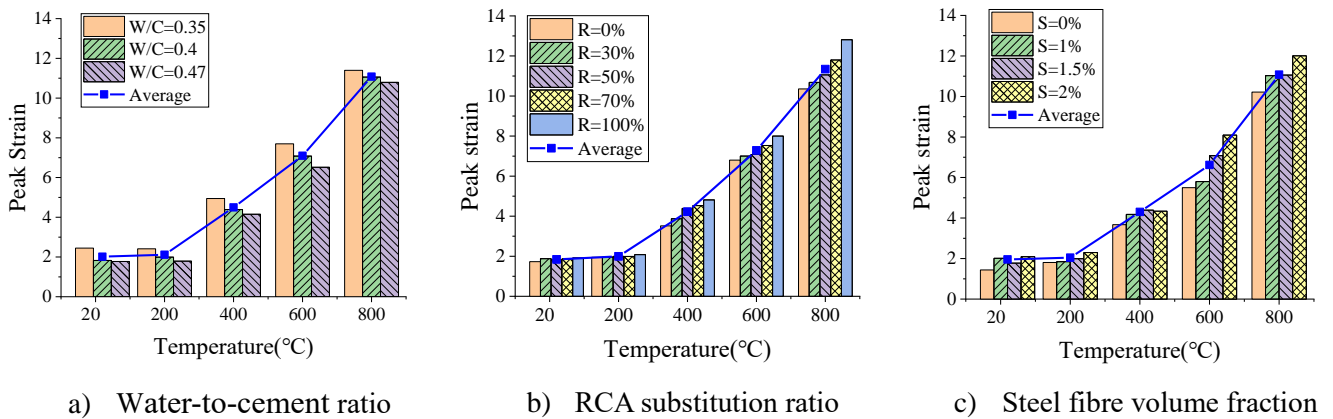 14
12
10
8
6
4
2
0
Peak Strain
W/C=0.35
W/C=0.4
W/C=0.47
Average
20 200 400 600 800
Temperature(°C)
a) Water-to-cement ratio
14
12
10
8
6
4
2
0
Peak strain
R=0%
R=30%
R=50%
R=70%
R=100%
Average
20 200 400 600 800
Temperature(°C)
b) RCA substitution ratio
14
12
10
8
6
4
2
0
Peak strain
S=0%
S=1%
S=1.5%
S=2%
Average
20 200 400 600 800
Temperature(°C)
c) Steel fibre volume fraction